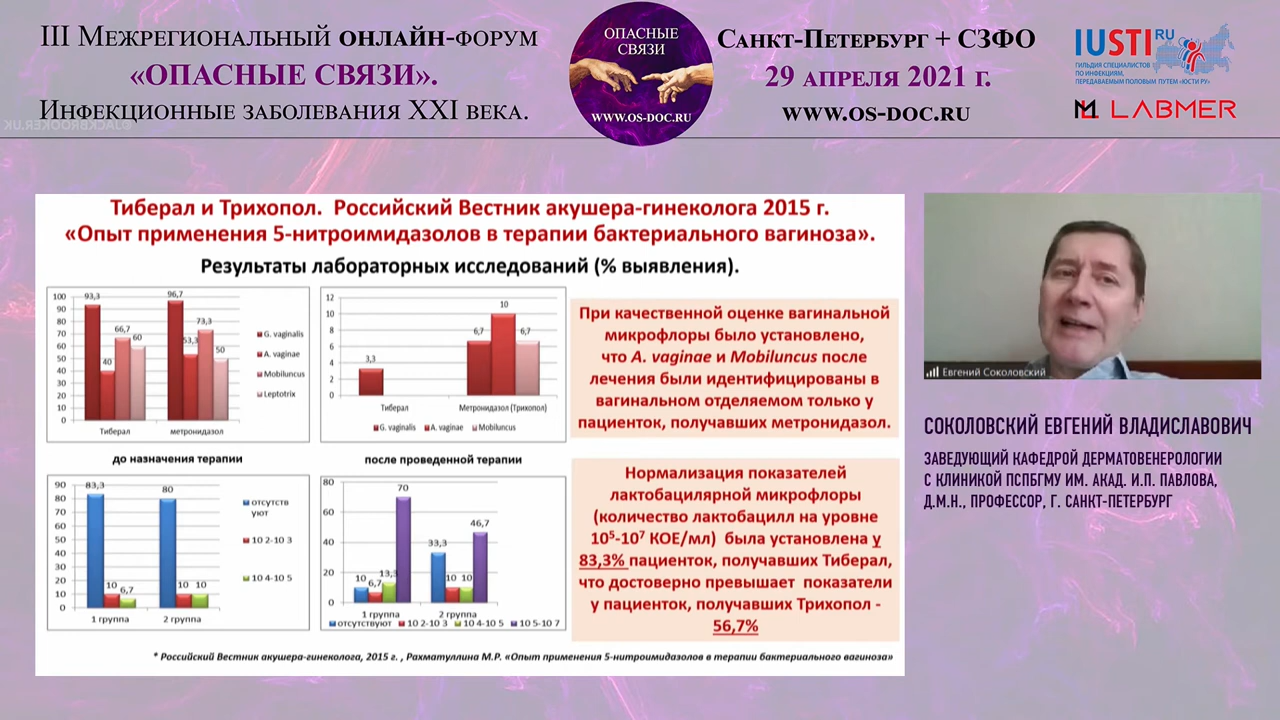 III Межрегиональный онлайн-форум
«ОПАСНЫЕ СВЯЗИ».
Инфекционные заболевания XXI века.
ОПАСНЫЕ
СВЯЗИ
WWW.OS-DOC.RU
Санкт-Петербург + СЗФО
29 апреля 2021 г.
www.os-doc.ru
IUSTI RU
ГИЛЬДИЯ СПЕЦИАЛИСТОВ
ПО ИНФЕКЦИЯМ,
ПЕРЕДАВАЕМЫМ ПОЛОВЫМ ПУТЕМ «ЮСТИ РУ»
LABMER
©JACKBROOKER.UK
Тиберал и Трихопол. Российский Вестник акушера-гинеколога 2015 г.
«Опыт применения 5-нитроимидазолов в терапии бактериального вагиноза».
Результаты лабораторных исследований (% выявления).
100
90
80
70
60
50
40
30
20
10
0
93,3
40
66,7
60
96,7
53,3
73,3
50
Тиберал
метронидазол
G. vaginalis
A. vaginae
Mobiluncus
Leptotrix
12
10
8
6
4
2
0
3,3
6,7
10
6,7
Тиберал
Метронидазол (Трихопол)
G. vaginalis
A. vaginae
Mobiluncus
При качественной оценке вагинальной
микрофлоры было установлено,
что A. vaginae и Mobiluncus после
лечения были идентифицированы в
вагинальном отделяемом только у
пациенток, получавших метронидазол.
до назначения терапии
после проведенной терапии
90
80
70
60
50
40
30
20
10
0
83,3
10
6,7
80
10
10
1 группа
2 группа
отсутств
уют
10 2-10 3
10 4-10 5
80
60
40
20
0
10
6,7
13,3
70
33,3
10
10
46,7
1 группа
2 группа
отсутствуют
10 2-10 3
10 4-10 5
10 5-10 7
Нормализация показателей
лактобацилярной микрофлоры
(количество лактобацилл на уровне
10⁵-10⁷ КОЕ/мл) была установлена у
83,3% пациенток, получавших Тиберал,
что достоверно превышает показатели
у пациенток, получавших Трихопол -
56,7%
* Российский Вестник акушера-гинеколога, 2015 г. , Рахматуллина М.Р. «Опыт применения 5-нитроимидазолов в терапии бактериального вагиноза»
Евгений Соколовский
СОКОЛОВСКИЙ ЕВГЕНИЙ ВЛАДИСЛАВОВИЧ
ЗАВЕДУЮЩИЙ КАФЕДРОЙ ДЕРМАТОВЕНЕРОЛОГИИ
С КЛИНИКОЙ ПСПБГМУ ИМ. АКАД. И.П. ПАВЛОВА,
Д.М.Н., ПРОФЕССОР, Г. САНКТ-ПЕТЕРБУРГ